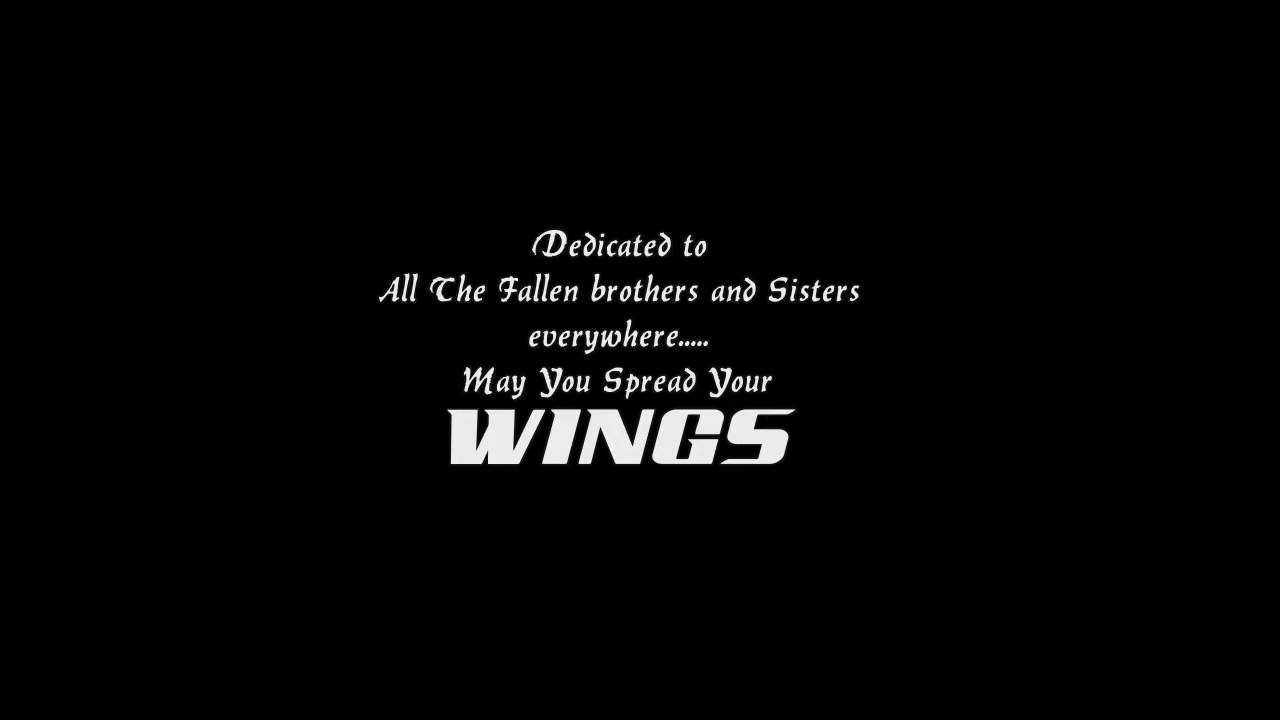 Dedicated to
All The Fallen brothers and Sisters
everywhere.....
May You Spread Your
WINGS